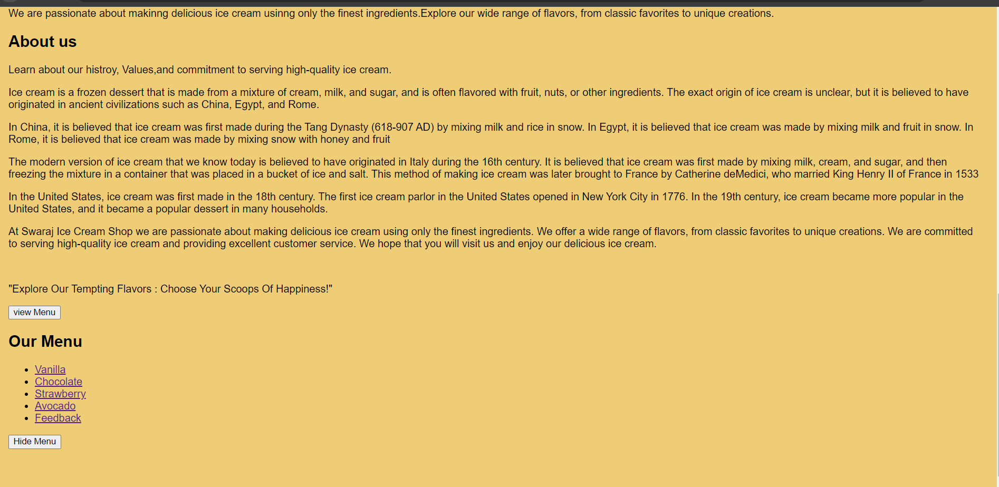 We are passionate about makinng delicious ice cream usinng only the finest ingredients.Explore our wide range of flavors, from classic favorites to unique creations.
About us
Learn about our histroy, Values,and commitment to serving high-quality ice cream.
Ice cream is a frozen dessert that is made from a mixture of cream, milk, and sugar, and is often flavored with fruit, nuts, or other ingredients. The exact origin of ice cream is unclear, but it is believed to have
originated in ancient civilizations such as China, Egypt, and Rome.
In China, it is believed that ice cream was first made during the Tang Dynasty (618-907 AD) by mixing milk and rice in snow. In Egypt, it is believed that ice cream was made by mixing milk and fruit in snow. In
Rome, it is believed that ice cream was made by mixing snow with honey and fruit
The modern version of ice cream that we know today is believed to have originated in Italy during the 16th century. It is believed that ice cream was first made by mixing milk, cream, and sugar, and then
freezing the mixture in a container that was placed in a bucket of ice and salt. This method of making ice cream was later brought to France by Catherine deMedici, who married King Henry II of France in 1533
In the United States, ice cream was first made in the 18th century. The first ice cream parlor in the United States opened in New York City in 1776. In the 19th century, ice cream became more popular in the
United States, and it became a popular dessert in many households.
At Swaraj Ice Cream Shop we are passionate about making delicious ice cream using only the finest ingredients. We offer a wide range of flavors, from classic favorites to unique creations. We are committed
to serving high-quality ice cream and providing excellent customer service. We hope that you will visit us and enjoy our delicious ice cream.
"Explore Our Tempting Flavors : Choose Your Scoops Of Happiness!"
view Menu
Our Menu
• Vanilla
• Chocolate
• Strawberry
• Avocado
• Feedback
Hide Menu